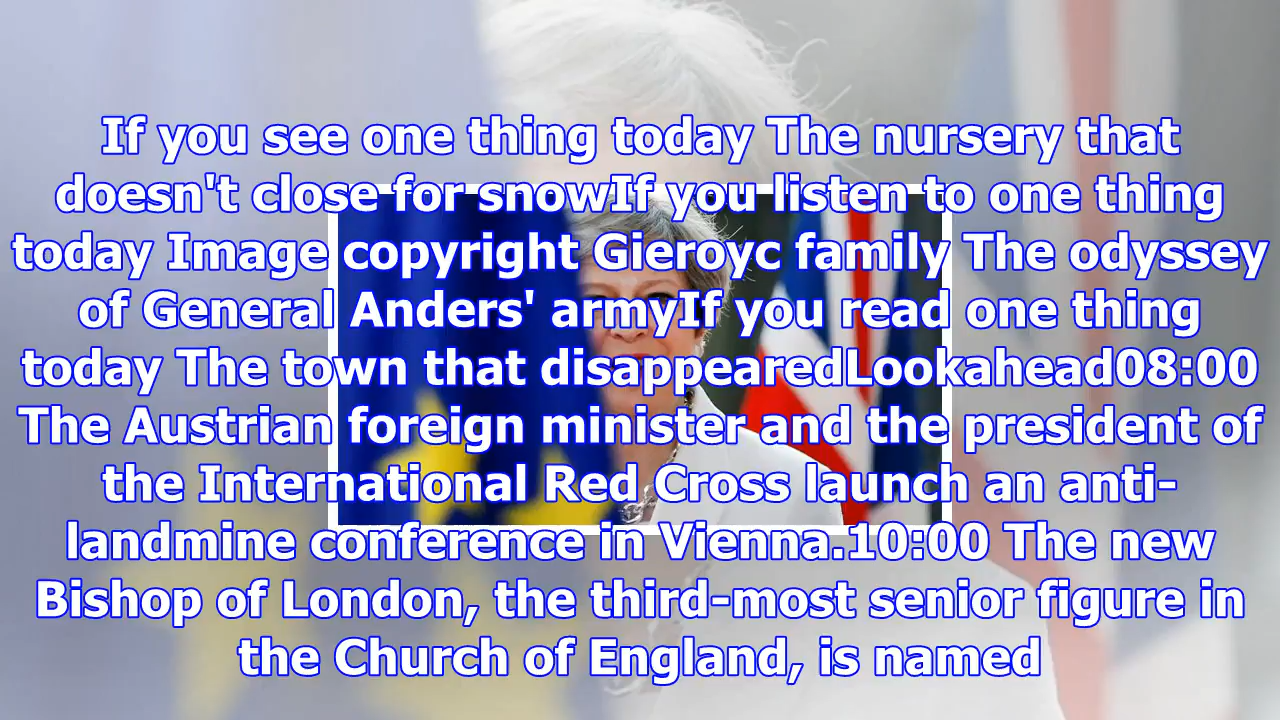 If you see one thing today The nursery that
doesn't close for snowIf you listen to one thing
today Image copyright Gieroyc family The odyssey
of General Anders' armyIf you read one thing
today The town that disappearedLookahead08:00
The Austrian foreign minister and the president of
the International Red Cross launch an anti-
landmine conference in Vienna.10:00 The new
Bishop of London, the third-most senior figure in
the Church of England, is named